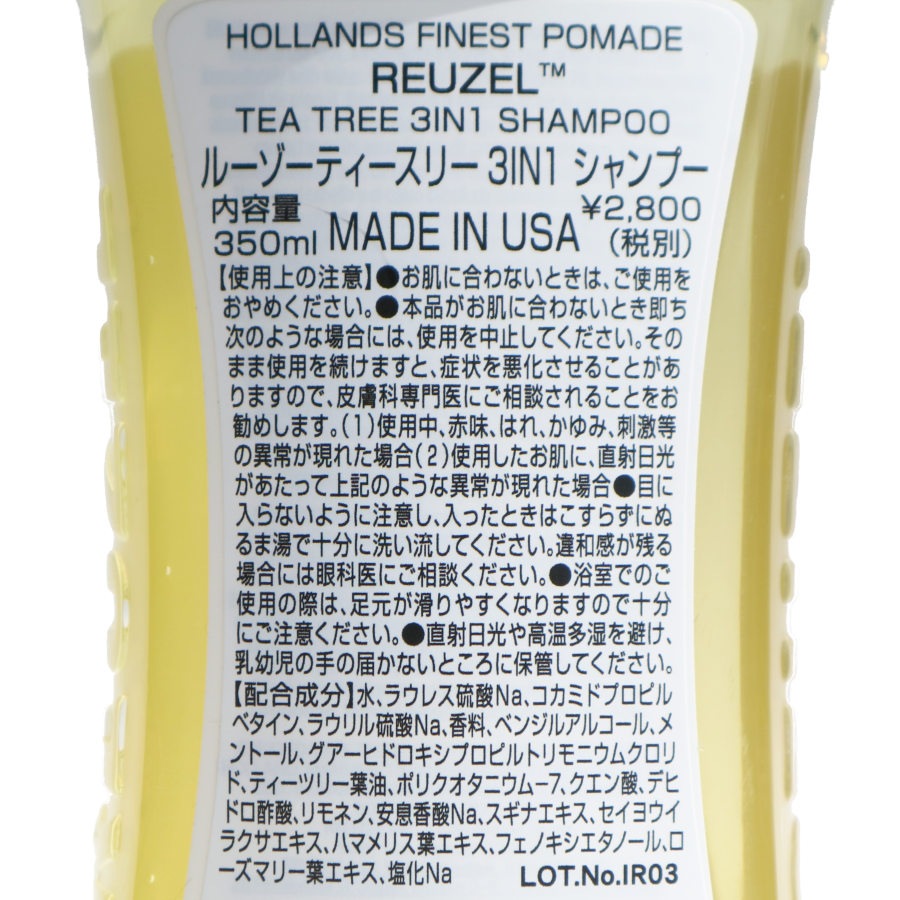 HOLLANDS FINEST POMADE
REUZEL™
TEA TREE 3IN1 SHAMPOO
ルーゾーティースリー 3IN1 シャンプー
内容量 ¥2,800
350ml MADE IN USA (税別)
【使用上の注意】●お肌に合わないときは、ご使用を
おやめください。●本品がお肌に合わないとき即ち
次のような場合には、使用を中止してください。その
まま使用を続けますと、症状を悪化させることがあ
りますので、皮膚科専門医にご相談されることをお
勧めします。(1)使用中、赤味、はれ、かゆみ、刺激等
の異常が現れた場合(2)使用したお肌に、直射日光
があたって上記のような異常が現れた場合●目に
入らないように注意し、入ったときはこすらずにぬ
るま湯で十分に洗い流してください。違和感が残る
場合には眼科医にご相談ください。●浴室でのご
使用の際は、足元が滑りやすくなりますので十分
にご注意ください。●直射日光や高温多湿を避け、
乳幼児の手の届かないところに保管してください。
【配合成分】水、ラウレス硫酸Na、コカミドプロピル
ベタイン、ラウリル硫酸Na、香料、ベンジルアルコール、メ
ントール、グアーヒドロキシプロピルトリモニウムクロリ
ド、ティーツリー葉油、ポリクオタニウム-7、クエン酸、デヒ
ドロ酢酸、リモネン、安息香酸Na、スギナエキス、セイヨウイ
ラクサエキス、ハマメリス葉エキス、フェノキシエタノール、ロ
ーズマリー葉エキス、塩化Na LOT.No.IR03